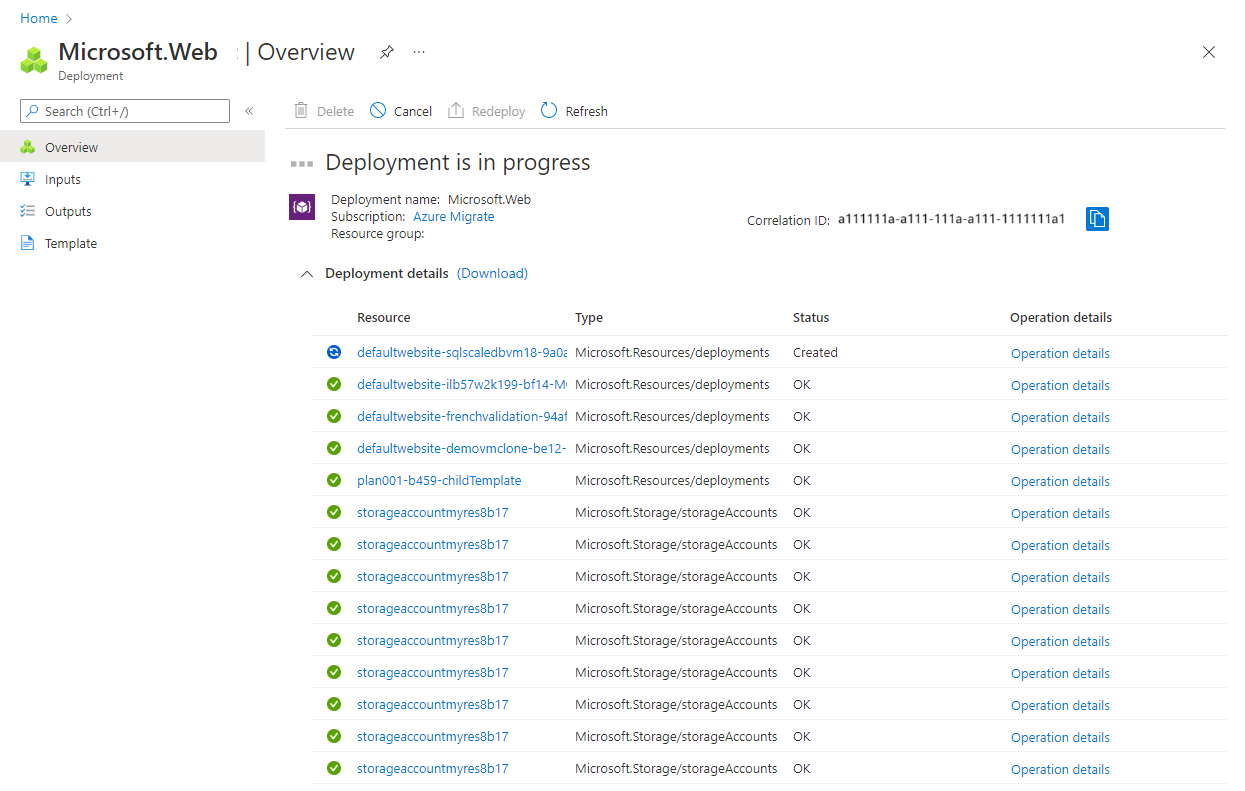 Home
Microsoft.Web | Overview
Deployment
Search (Ctrl+/)
Delete Cancel Redeploy Refresh
Overview
Inputs
Outputs
Template
Deployment is in progress
Deployment name: Microsoft.Web
Subscription: Azure Migrate
Resource group:
Correlation ID: a111111a-a111-111a-a111-1111111a1
Deployment details (Download)
Resource Type Status Operation details
defaultwebsite-sqlscaledbvm18-9a0a Microsoft.Resources/deployments Created Operation details
defaultwebsite-ilb57w2k199-bf14-M Microsoft.Resources/deployments OK Operation details
defaultwebsite-frenchvalidation-94af Microsoft.Resources/deployments OK Operation details
defaultwebsite-demovmclone-be12- Microsoft.Resources/deployments OK Operation details
plan001-b459-childTemplate Microsoft.Resources/deployments OK Operation details
storageaccountmyres8b17 Microsoft.Storage/storageAccounts OK Operation details
storageaccountmyres8b17 Microsoft.Storage/storageAccounts OK Operation details
storageaccountmyres8b17 Microsoft.Storage/storageAccounts OK Operation details
storageaccountmyres8b17 Microsoft.Storage/storageAccounts OK Operation details
storageaccountmyres8b17 Microsoft.Storage/storageAccounts OK Operation details
storageaccountmyres8b17 Microsoft.Storage/storageAccounts OK Operation details
storageaccountmyres8b17 Microsoft.Storage/storageAccounts OK Operation details
storageaccountmyres8b17 Microsoft.Storage/storageAccounts OK Operation details
storageaccountmyres8b17 Microsoft.Storage/storageAccounts OK Operation details